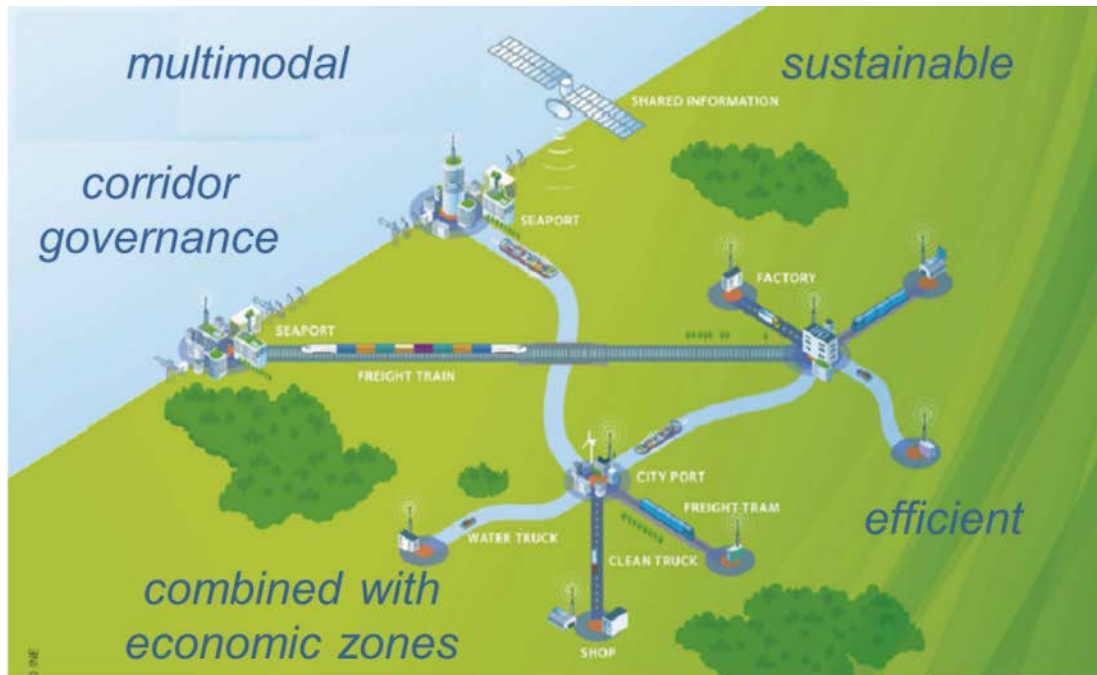 multimodal
sustainable
SHARED INFORMATION
corridor
governance
SEAPORT
FACTORY
SEAPORT
FREIGHT TRAIN
CITY PORT
FREIGHT TRAM
efficient
WATER TRUCK
CLEAN TRUCK
combined with
economic zones
SHOP